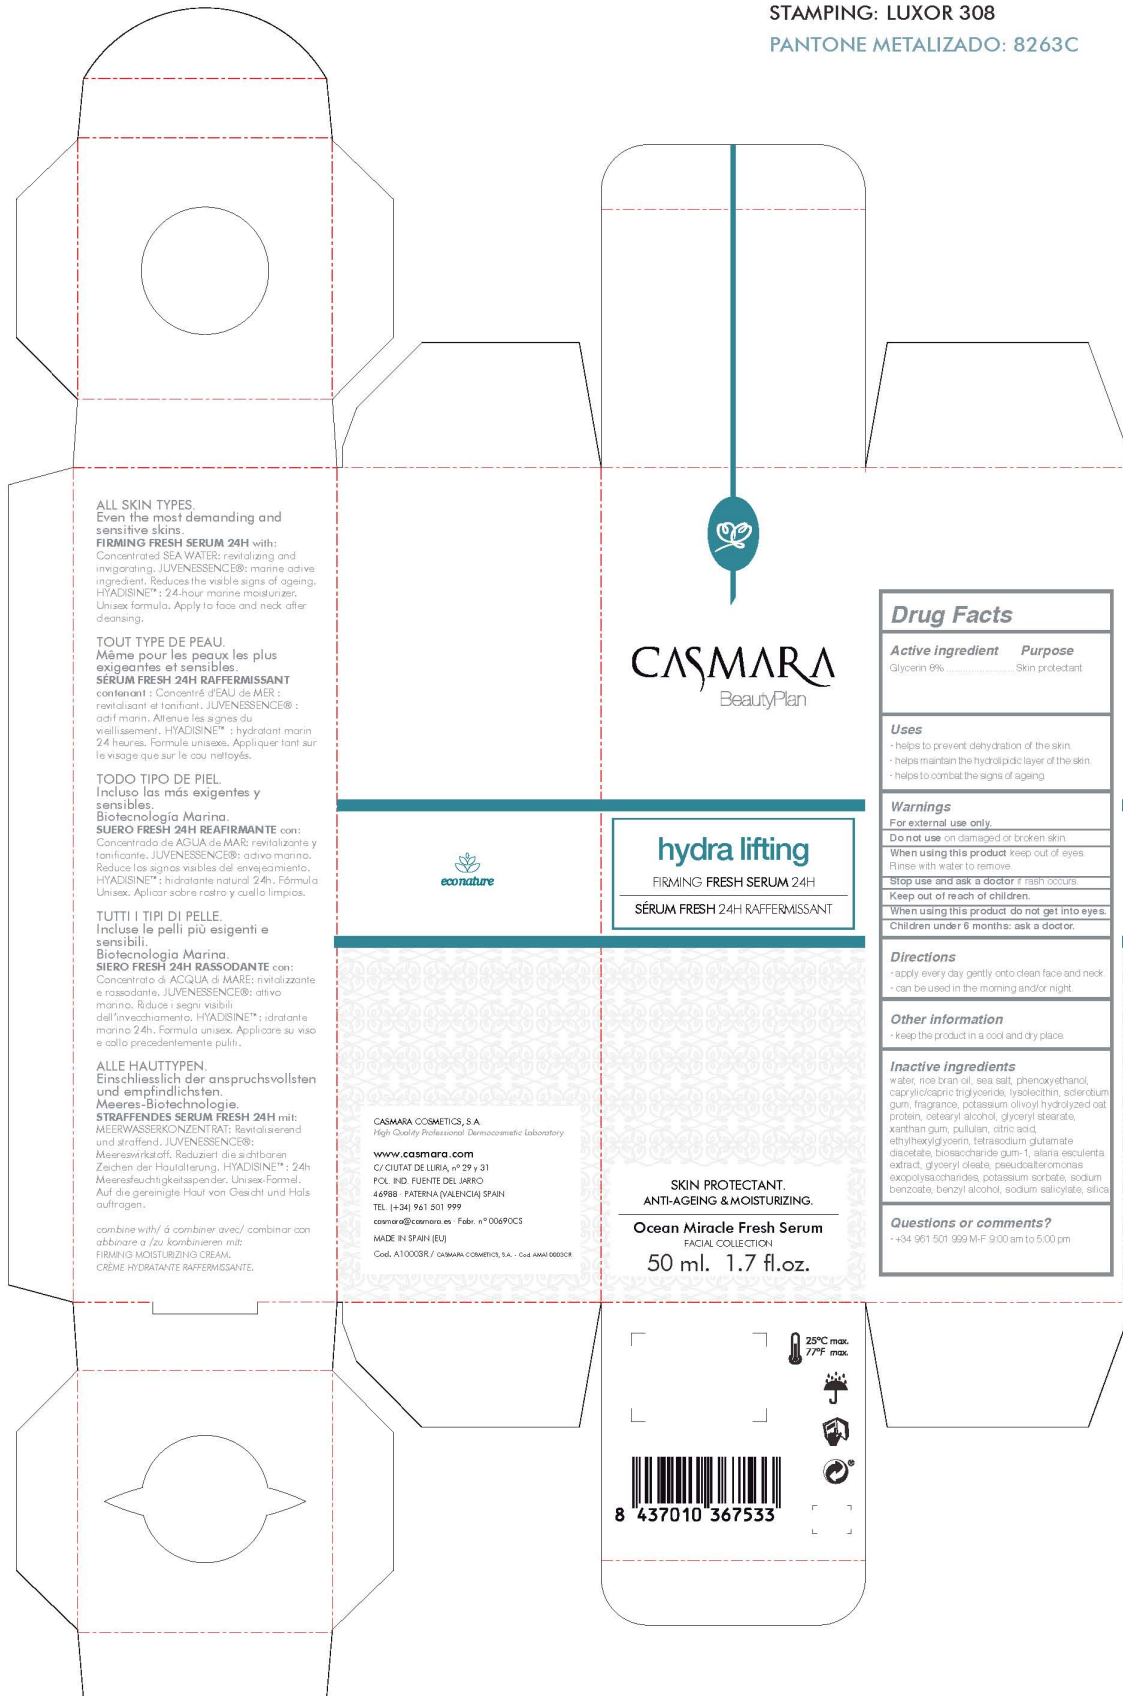 STAMPING: LUXOR 308
PANTONE METALIZADO: 8263C
ALL SKIN TYPES.
Even the most demanding and
sensitive skins.
FIRMING FRESH SERUM 24H with:
Concentrated SEA WATER: revitalizing and
invigorating. JUVENESSENCE®: marine active
ingredient. Reduces the visible signs of ageing.
HYADISINE™: 24-hour marine moisturizer.
Unisex formula. Apply to face and neck after
cleansing.
TOUT TYPE DE PEAU.
Même pour les peaux les plus
exigeantes et sensibles.
SÉRUM FRESH 24H RAFFERMISSANT
contenant : Concentré d'EAU de MER :
revitalisant et tonifiant. JUVENESSENCE® :
actif marin. Attenue les signes du
vieillissement. HYADISINE™ : hydratant marin
24 heures. Formule unisexe. Appliquer tant sur
le visage que sur le cou nettoyés.
TODO TIPO DE PIEL.
Incluso las más exigentes y
sensibles.
Biotecnología Marina.
SUERO FRESH 24H REAFIRMANTE con:
Concentrado de AGUA de MAR: revitalizante y
tonificante. JUVENESSENCE®: activo marino.
Reduce los signos visibles del envejecimiento.
HYADISINE™: hidratante natural 24h. Fórmula
Unisex. Aplicar sobre rostro y cuello limpios.
TUTTI I TIPI DI PELLE.
Incluse le pelli più esigenti e
sensibili.
Biotecnologia Marina.
SIERO FRESH 24H RASSODANTE con:
Concentrato di ACQUA di MARE: rivitalizzante
e rassodante. JUVENESSENCE®: attivo
marino. Riduce i segni visibili
dell'invecchiamento. HYADISINE™: idratante
marino 24h. Formula unisex. Applicare su viso
e collo precedentemente puliti.
ALLE HAUTTYPEN.
Einschliesslich der anspruchsvollsten
und empfindlichsten.
Meeres-Biotechnologie.
STRAFFENDES SERUM FRESH 24H mit:
MEERWASSERKONZENTRAT: Revitalisierend
und straffend. JUVENESSENCE®:
Meereswirkstoff. Reduziert die sichtbaren
Zeichen der Hautalterung. HYADISINE™: 24h
Meeresfeuchtigkeitsspender. Unisex-Formel.
Auf die gereinigte Haut von Gesicht und Hals
auftragen.
combine with/ à combiner avec/ combinar con
abbinare a /zu kombinieren mit:
FIRMING MOISTURIZING CREAM.
CRÈME HYDRATANTE RAFFERMISSANTE.
econature
CASMARA COSMETICS, S.A.
High Quality Professional Dermocosmetic Laboratory
www.casmara.com
C/ CIUTAT DE LLIRIA, nº 29 y 31
POL. IND. FUENTE DEL JARRO
46988 - PATERNA (VALENCIA) SPAIN
TEL. (+34) 961 501 999
casmara@casmara.es · Fabr. nº 00690CS
MADE IN SPAIN (EU)
Cod. A10003R / CASMARA COSMETICS, S.A. - Cod. AMA10003CR
CASMARA
BeautyPlan
hydra lifting
FIRMING FRESH SERUM 24H
SÉRUM FRESH 24H RAFFERMISSANT
SKIN PROTECTANT.
ANTI-AGEING & MOISTURIZING.
Ocean Miracle Fresh Serum
FACIAL COLLECTION
50 ml. 1.7 fl.oz.
25ºC max.
77ºF max.
®
8 437010 367533
Drug Facts
Active ingredient Purpose
Glycerin 8% ........................ Skin protectant
Uses
· helps to prevent dehydration of the skin.
· helps maintain the hydrolipidic layer of the skin.
· helps to combat the signs of ageing.
Warnings
For external use only.
Do not use on damaged or broken skin.
When using this product keep out of eyes.
Rinse with water to remove.
Stop use and ask a doctor if rash occurs.
Keep out of reach of children.
When using this product do not get into eyes.
Children under 6 months: ask a doctor.
Directions
· apply every day gently onto clean face and neck
· can be used in the morning and/or night.
Other information
· keep the product in a cool and dry place.
Inactive ingredients
water, rice bran oil, sea salt, phenoxyethanol,
caprylic/capric triglyceride, lysolecithin, sclerotium
gum, fragrance, potassium olivoyl hydrolyzed oat
protein, cetearyl alcohol, glyceryl stearate,
xanthan gum, pullulan, citric acid,
ethylhexylglycerin, tetrasodium glutamate
diacetate, biosaccharide gum-1, alaria esculenta
extract, glyceryl oleate, pseudoalteromonas
exopolysaccharides, potassium sorbate, sodium
benzoate, benzyl alcohol, sodium salicylate, silica
Questions or comments?
· +34 961 501 999 M-F 9:00 am to 5:00 pm